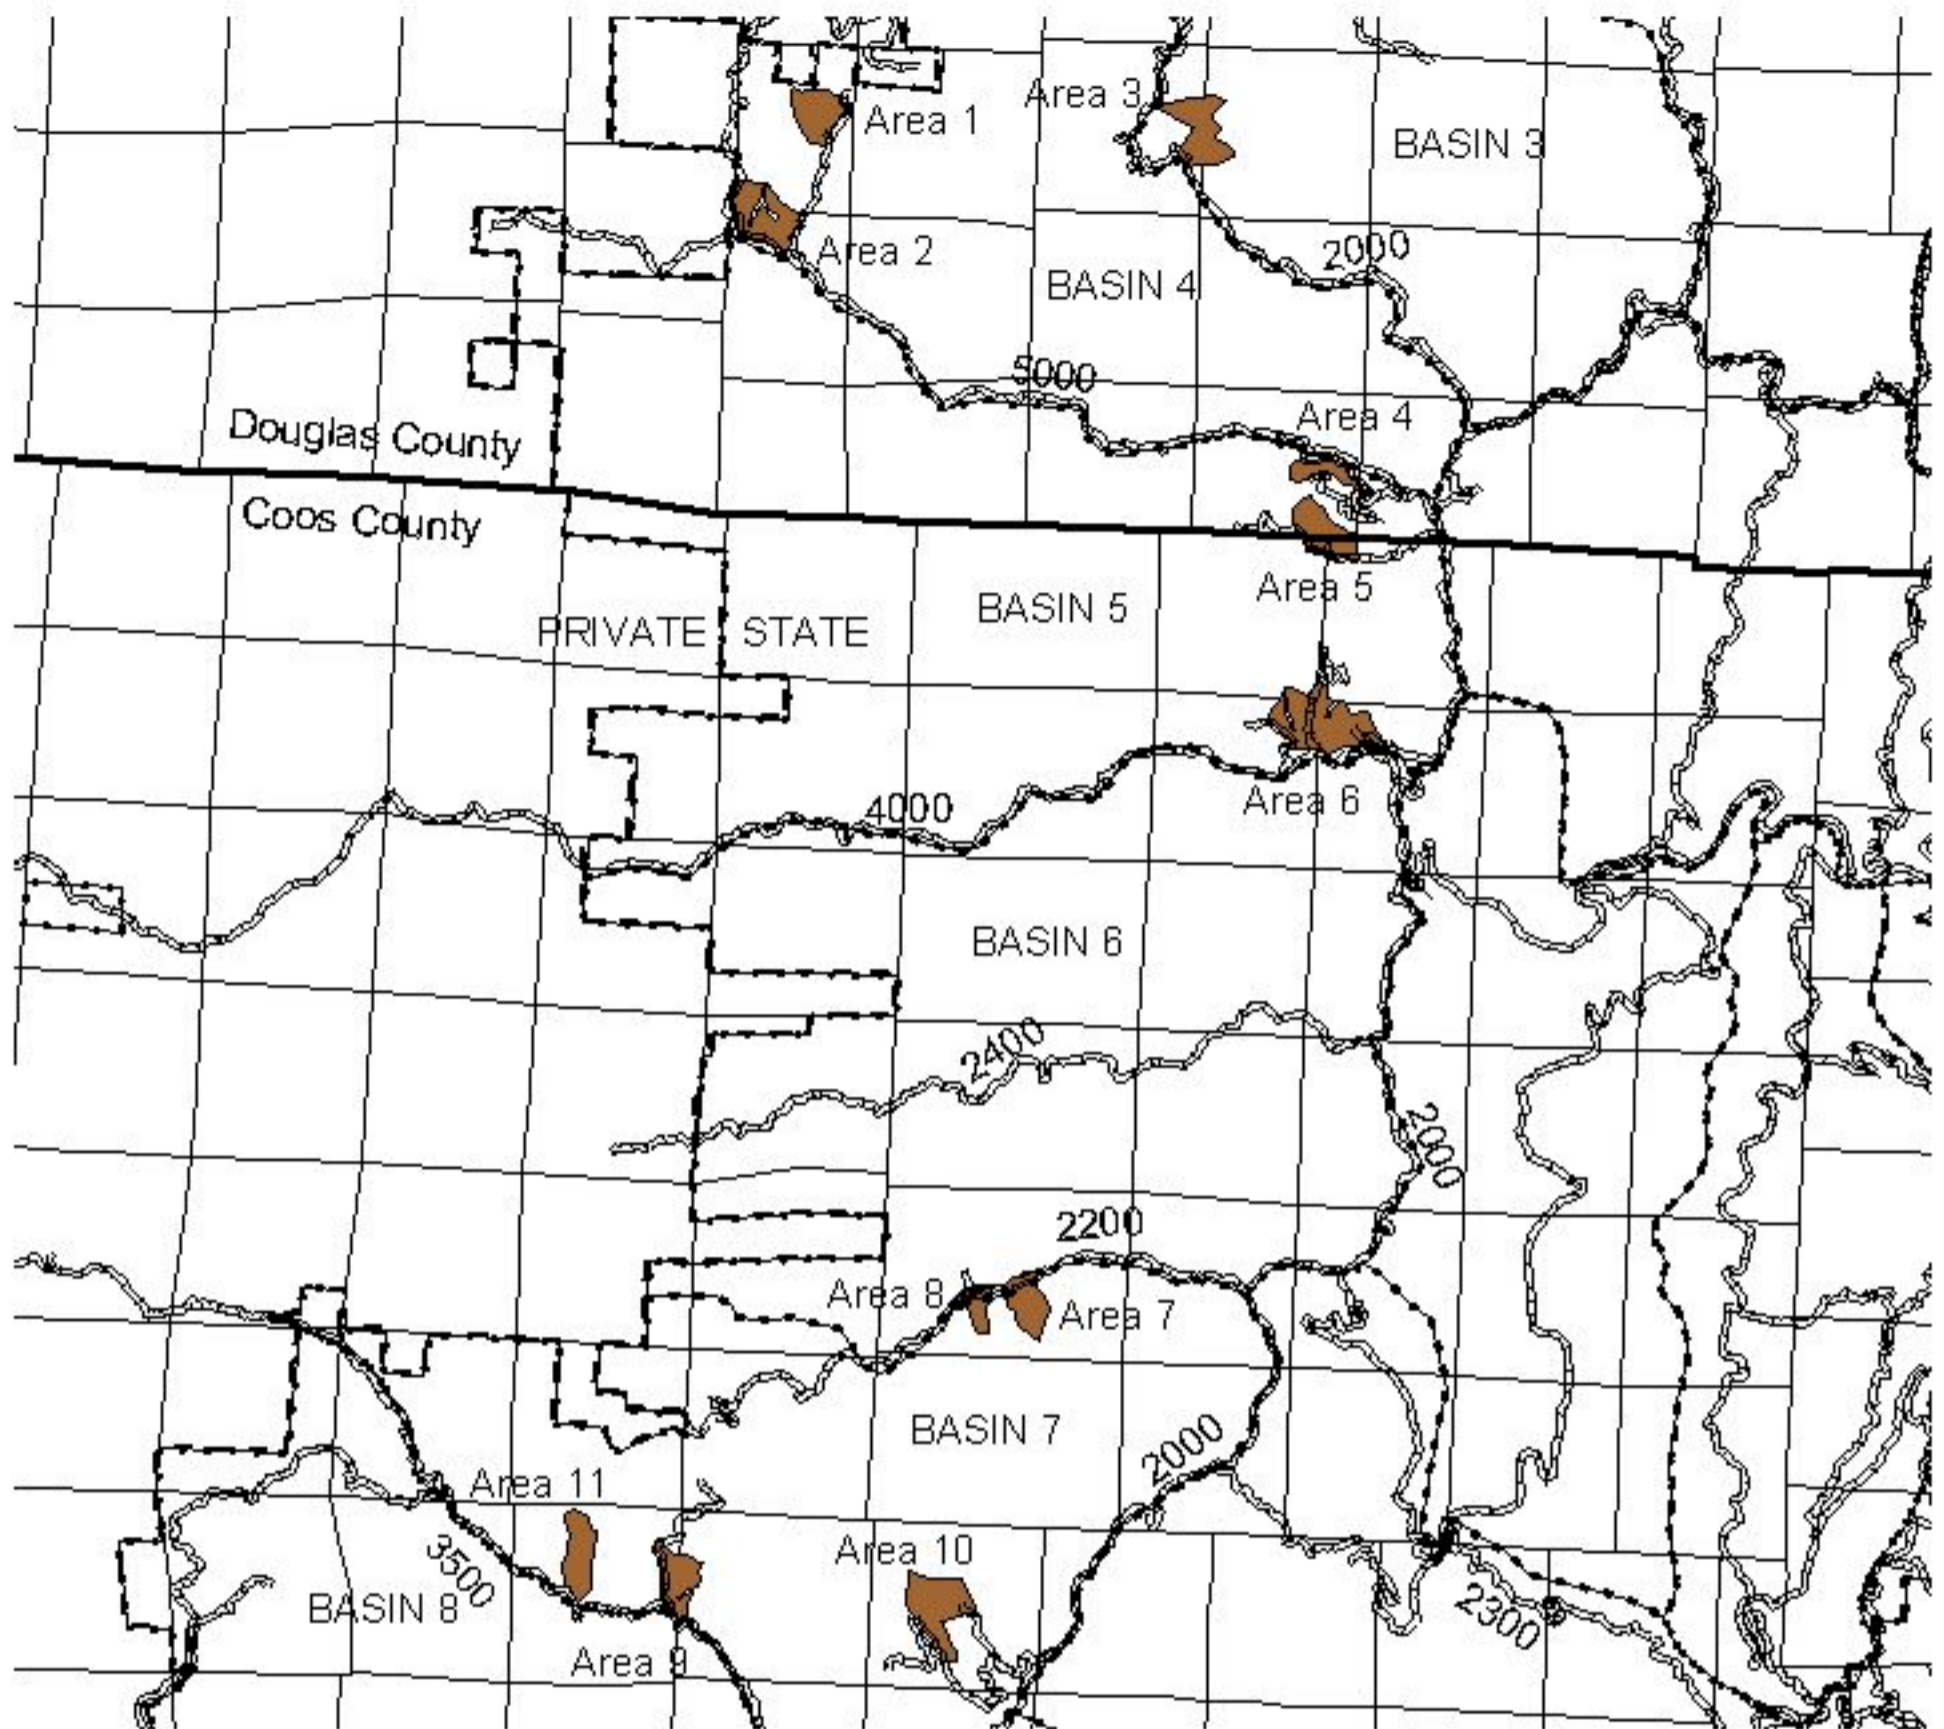 Area 3
Area 1
BASIN 3
Area 2
2000
BASIN 4
5000
Area 4
Douglas County
Coos County
Area 5
BASIN 5
PRIVATE STATE
Area 6
4000
BASIN 6
2400
2000
2200
Area 8
Area 7
BASIN 7
2000
Area 11
Area 10
3500
BASIN 8
2300
Area 9